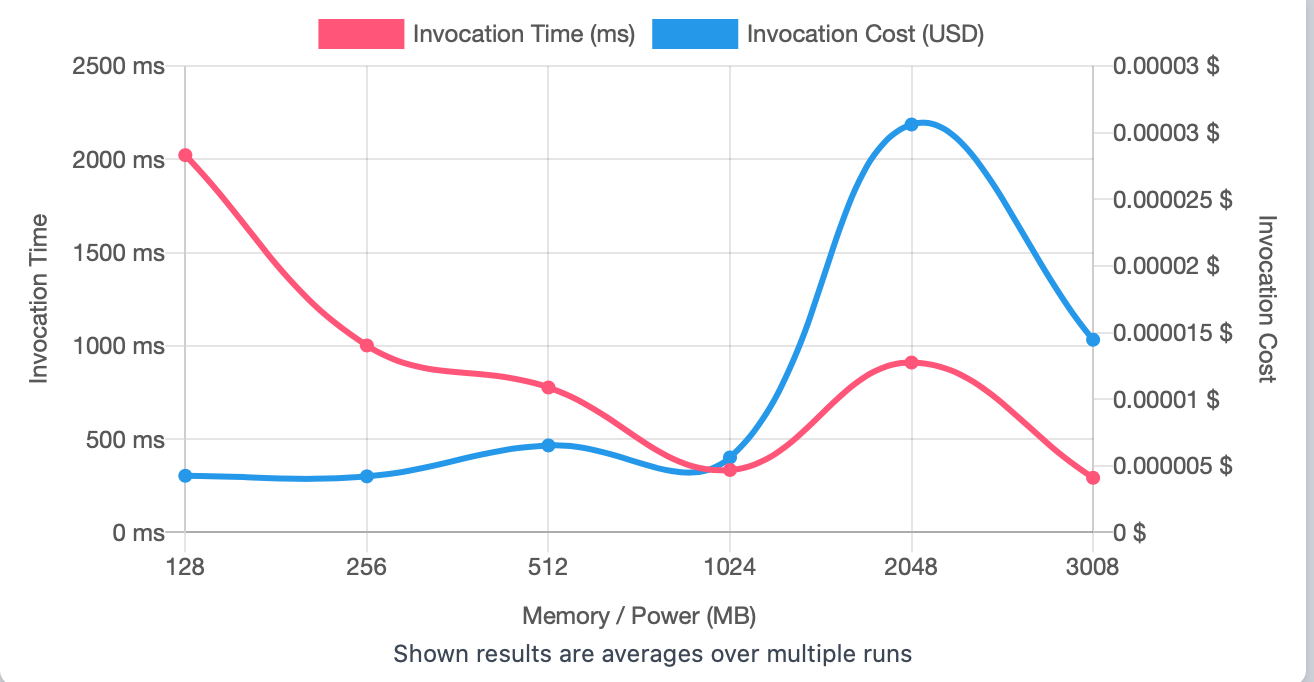 Invocation Time (ms) Invocation Cost (USD)
2500 ms
2000 ms
1500 ms
1000 ms
500 ms
0 ms
Invocation Time
0.00003 $
0.00003 $
0.000025 $
0.00002 $
0.000015 $
0.00001 $
0.000005 $
0 $
Invocation Cost
128 256 512 1024 2048 3008
Memory / Power (MB)
Shown results are averages over multiple runs